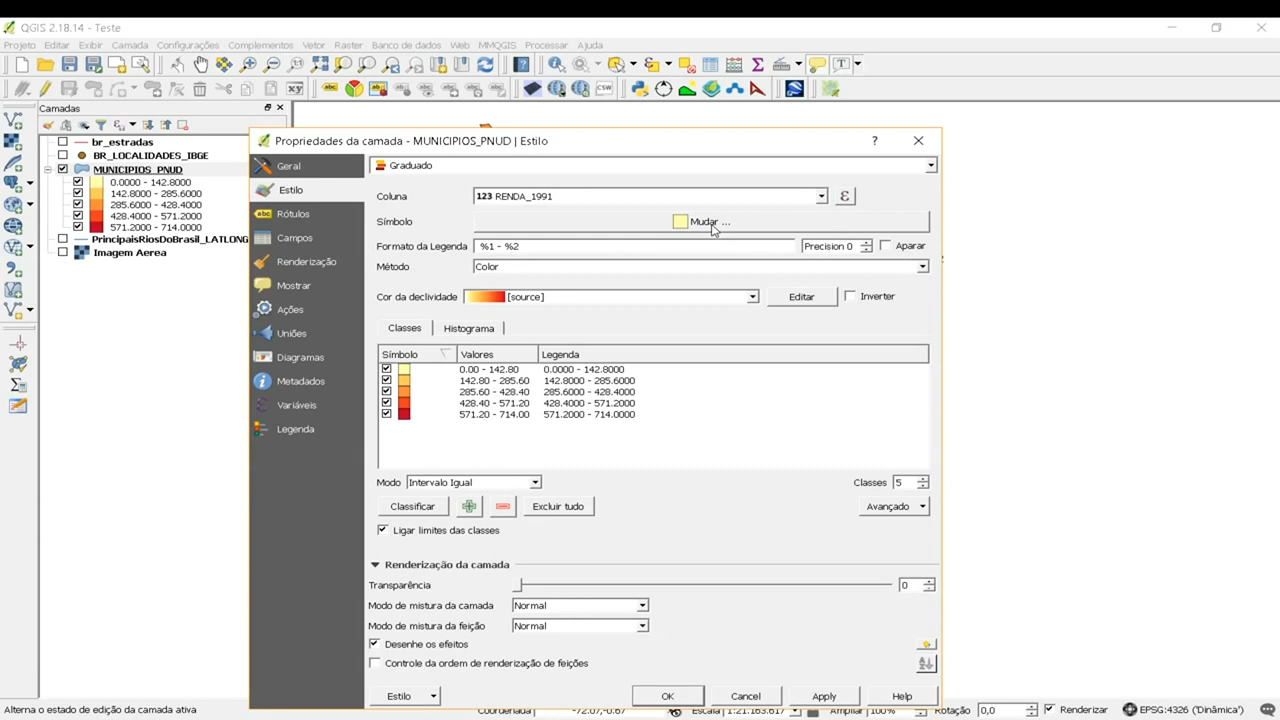 QGIS 2.18.14 - Teste
Projeto Editar Exibir Camada Configurações Complementos Vetor Raster Banco de dados Web MMQGIS Processar Ajuda
CSW
Camadas
br_estradas
BR_LOCALIDADES_IBGE
MUNICIPIOS_PNUD
0.0000 - 142.8000
142.8000 - 285.6000
285.6000 - 428.4000
428.4000 - 571.2000
571.2000 - 714.0000
PrincipaisRiosDoBrasil_LATLONG
Imagem Aerea
Propriedades da camada - MUNICIPIOS_PNUD | Estilo
Geral
Estilo
Rótulos
Campos
Renderização
Mostrar
Ações
Uniões
Diagramas
Metadados
Variáveis
Legenda
Graduado
Coluna 123 RENDA_1991
Símbolo Mudar ...
Formato da Legenda %1 - %2 Precision 0 Aparar
Método Color
Cor da declividade [source] Editar Inverter
Classes Histograma
Símbolo Valores Legenda
0.00 - 142.80 0.0000 - 142.8000
142.80 - 285.60 142.8000 - 285.6000
285.60 - 428.40 285.6000 - 428.4000
428.40 - 571.20 428.4000 - 571.2000
571.20 - 714.00 571.2000 - 714.0000
Modo Intervalo Igual Classes 5
Classificar Excluir tudo Avançado
Ligar limites das classes
Renderização da camada
Transparência 0
Modo de mistura da camada Normal
Modo de mistura da feição Normal
Desenhe os efeitos
Controle da ordem de renderização de feições
Estilo OK Cancel Apply Help
Alterna o estado de edição da camada ativa Coordenada -72.07,-0.67 Escala 1:21.163.617 Ampliar 100% Rotação 0,0 Renderizar EPSG:4326 ('Dinâmica')